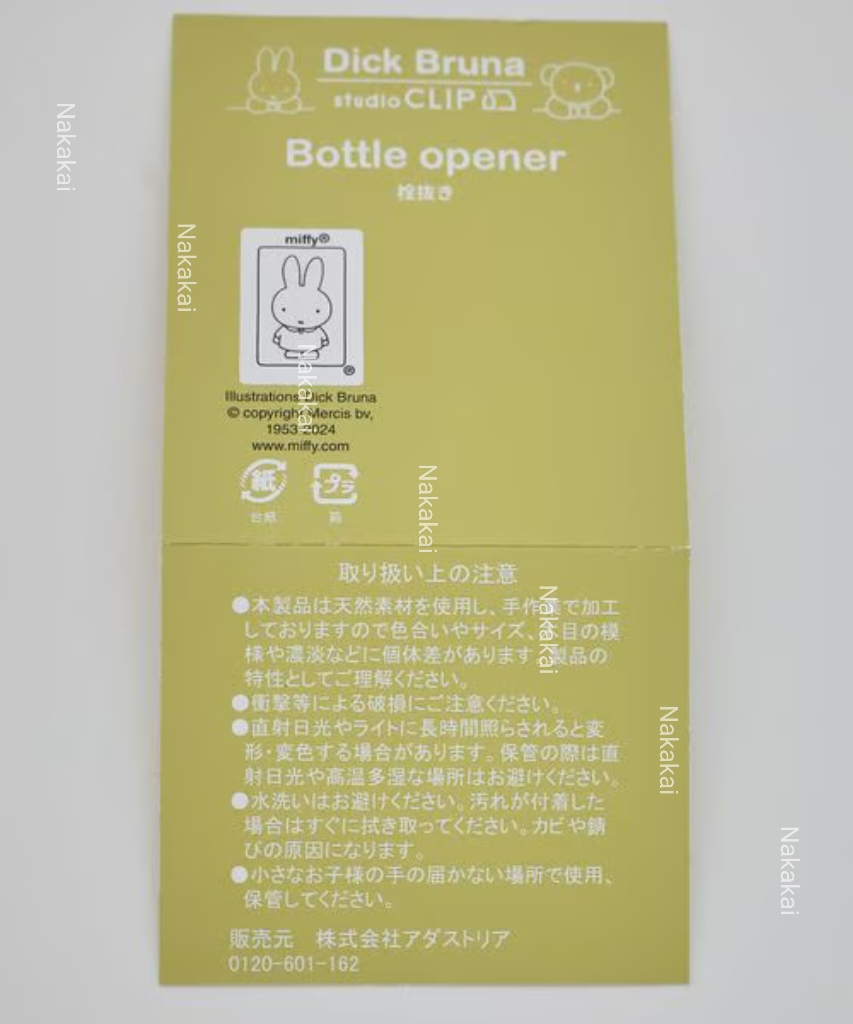 Dick Bruna
studio CLIP
Bottle opener
栓抜き
miffy®
®
Illustrations Dick Bruna
© copyright Mercis bv,
1953-2024
www.miffy.com
紙 プラ
台紙 箱
取り扱い上の注意
●本製品は天然素材を使用し、手作業で加工
しておりますので色合いやサイズ、木目の模
様や濃淡などに個体差があります。製品の
特性としてご理解ください。
●衝撃等による破損にご注意ください。
●直射日光やライトに長時間照らされると変
形・変色する場合があります。保管の際は直
射日光や高温多湿な場所はお避けください。
●水洗いはお避けください。汚れが付着した
場合はすぐに拭き取ってください。カビや錆
びの原因になります。
●小さなお子様の手の届かない場所で使用、
保管してください。
販売元 株式会社アダストリア
0120-601-162
Nakakai
Nakakai
Nakakai
Nakakai
Nakakai
Nakakai
Nakakai